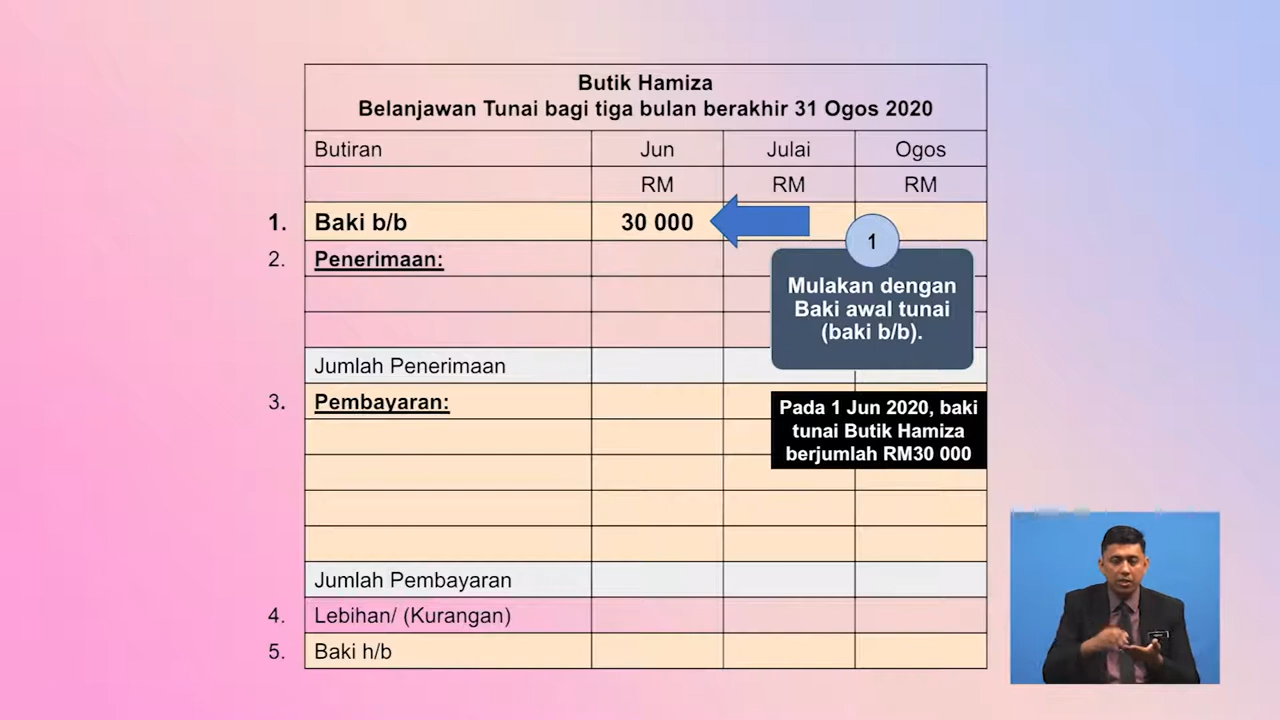 Butik Hamiza
Belanjawan Tunai bagi tiga bulan berakhir 31 Ogos 2020
Butiran Jun Julai Ogos
RM RM RM
1. Baki b/b 30 000
1
2. Penerimaan:
Mulakan dengan
Baki awal tunai
(baki b/b).
Jumlah Penerimaan
3. Pembayaran:
Pada 1 Jun 2020, baki
tunai Butik Hamiza
berjumlah RM30 000
Jumlah Pembayaran
4. Lebihan/ (Kurangan)
5. Baki h/b